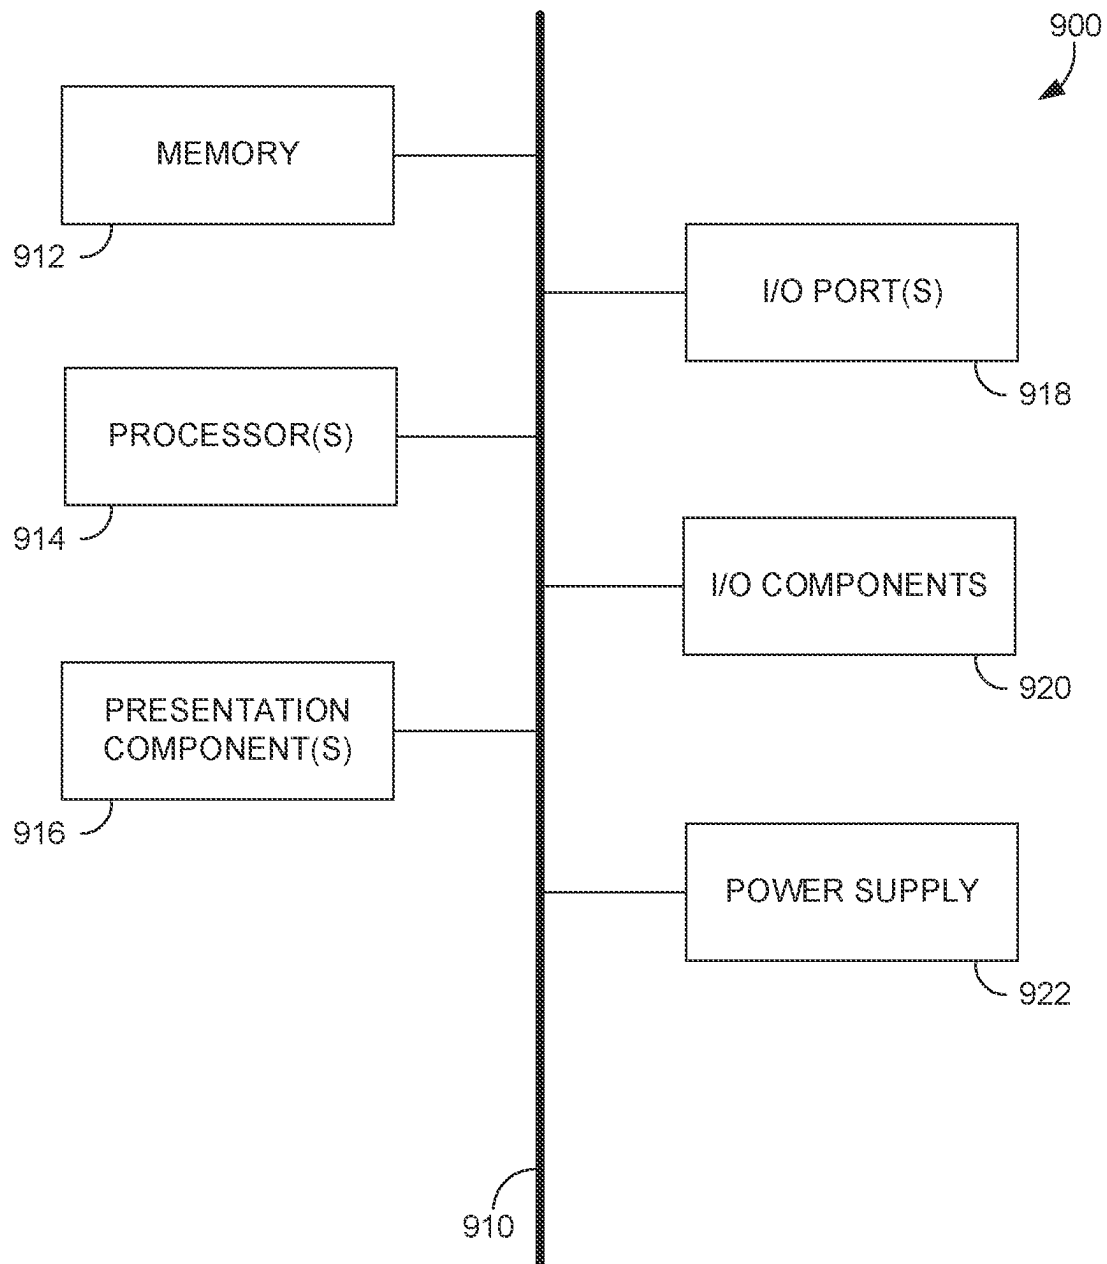 900
MEMORY
912
I/O PORT(S)
918
PROCESSOR(S)
914
I/O COMPONENTS
920
PRESENTATION
COMPONENT(S)
916
POWER SUPPLY
922
910